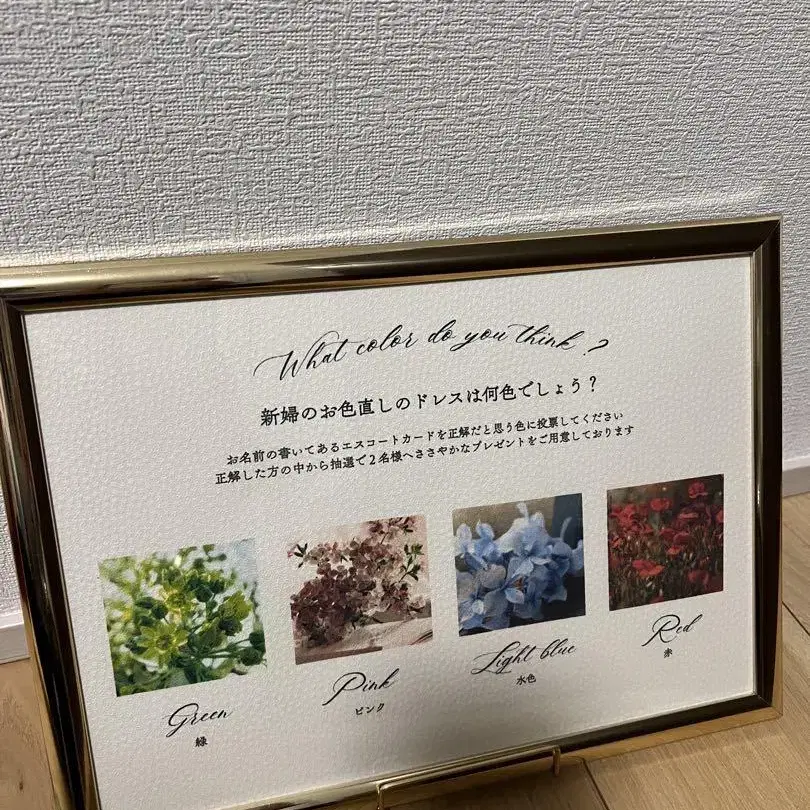 What color do you think ?
新婦のお色直しのドレスは何色でしょう？
お名前の書いてあるエスコートカードを正解だと思う色に投票してください
正解した方の中から抽選で２名様へささやかなプレゼントをご用意しております
Green
緑
Pink
ピンク
Light blue
水色
Red
赤